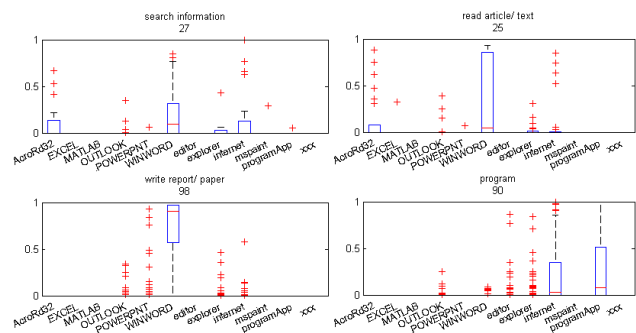 search information
27
1
0.5
0
AcroRd32
EXCEL
MATLAB
OUTLOOK
POWERPNT
WINWORD
editor
explorer
internet
mspaint
programApp
xxx
read article/ text
25
1
0.5
0
AcroRd32
EXCEL
MATLAB
OUTLOOK
POWERPNT
WINWORD
editor
explorer
internet
mspaint
programApp
xxx
write report/ paper
98
1
0.5
0
AcroRd32
EXCEL
MATLAB
OUTLOOK
POWERPNT
WINWORD
editor
explorer
internet
mspaint
programApp
xxx
program
90
1
0.5
0
AcroRd32
EXCEL
MATLAB
OUTLOOK
POWERPNT
WINWORD
editor
explorer
internet
mspaint
programApp
xxx